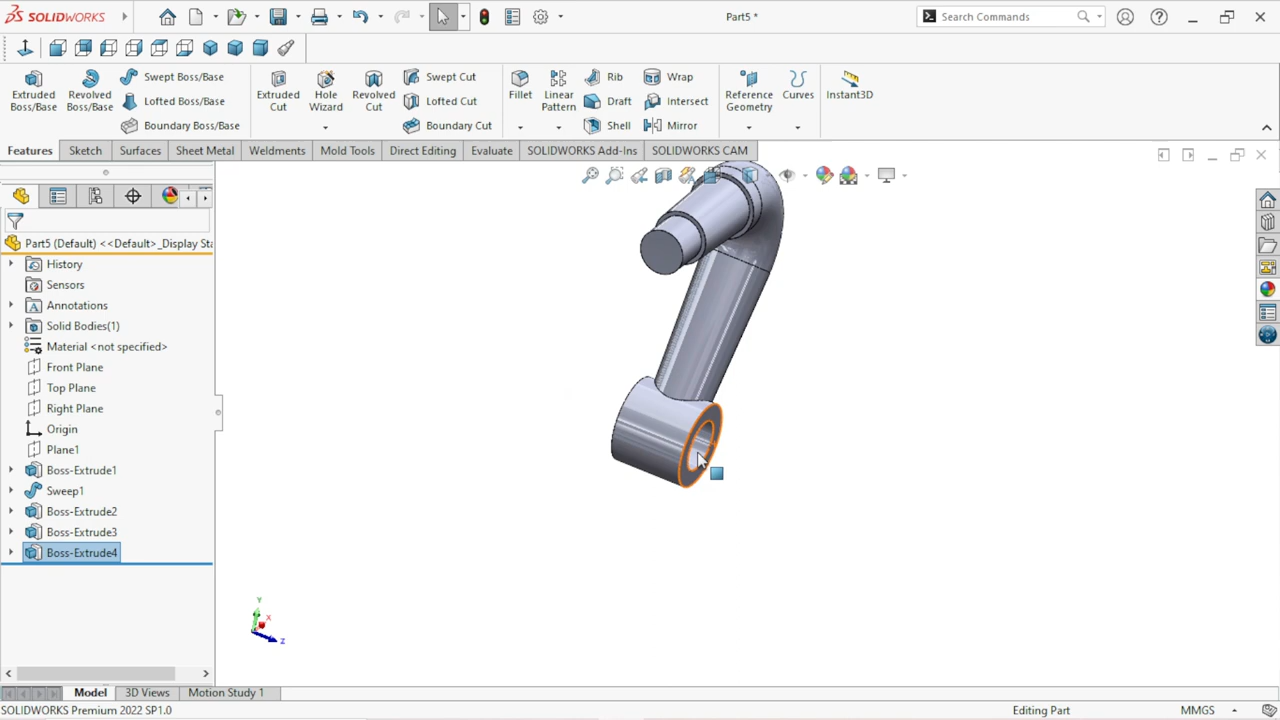 SOLIDWORKS
Part5 *
Search Commands
Extruded Boss/Base
Revolved Boss/Base
Swept Boss/Base
Lofted Boss/Base
Boundary Boss/Base
Extruded Cut
Hole Wizard
Revolved Cut
Swept Cut
Lofted Cut
Boundary Cut
Fillet
Linear Pattern
Rib
Draft
Shell
Wrap
Intersect
Mirror
Reference Geometry
Curves
Instant3D
Features
Sketch
Surfaces
Sheet Metal
Weldments
Mold Tools
Direct Editing
Evaluate
SOLIDWORKS Add-Ins
SOLIDWORKS CAM
Part5 (Default) <<Default>_Display Sta
History
Sensors
Annotations
Solid Bodies(1)
Material <not specified>
Front Plane
Top Plane
Right Plane
Origin
Plane1
Boss-Extrude1
Sweep1
Boss-Extrude2
Boss-Extrude3
Boss-Extrude4
Y
X
Z
Model
3D Views
Motion Study 1
SOLIDWORKS Premium 2022 SP1.0
Editing Part
MMGS